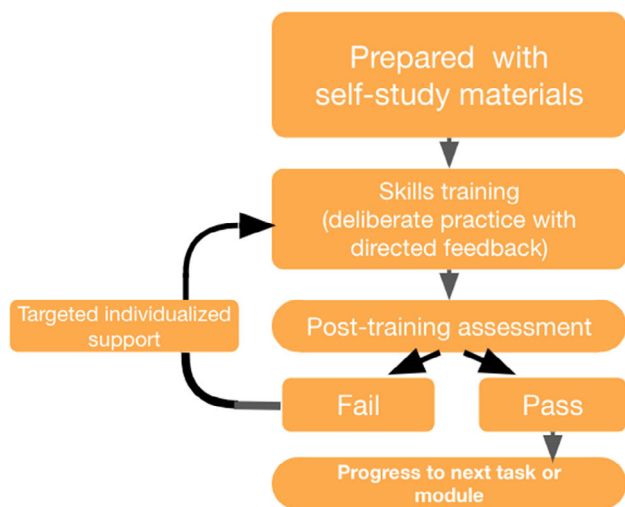 Prepared with
self-study materials
Skills training
(deliberate practice with
directed feedback)
Targeted individualized
support
Post-training assessment
Fail
Pass
Progress to next task or
module